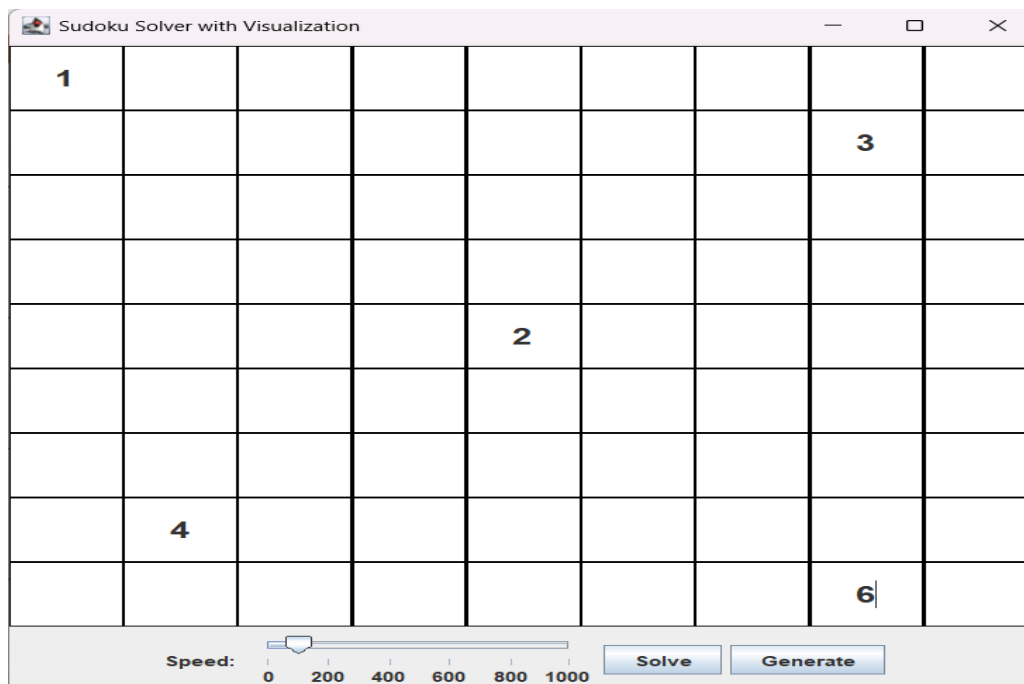 Sudoku Solver with Visualization
1
3
2
4
6
Speed:
0 200 400 600 800 1000
Solve
Generate